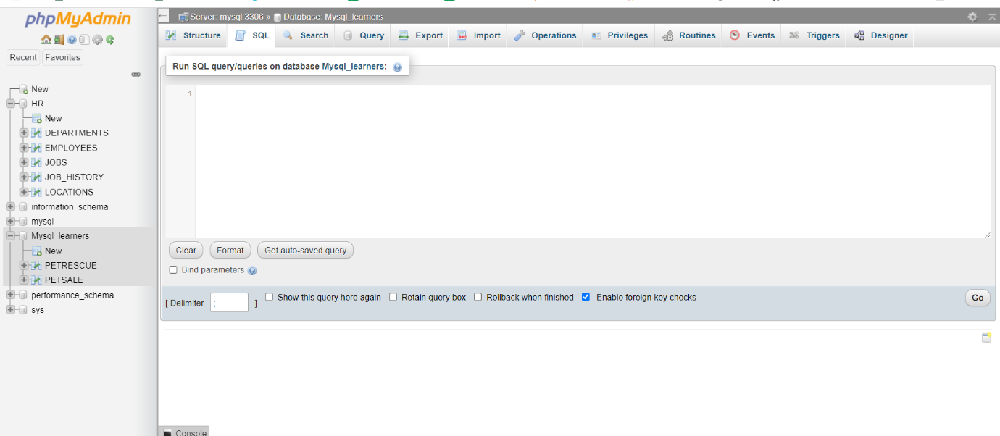 phpMyAdmin
Recent Favorites
New
HR
New
DEPARTMENTS
EMPLOYEES
JOBS
JOB_HISTORY
LOCATIONS
information_schema
mysql
Mysql_learners
New
PETRESCUE
PETSALE
performance_schema
sys
Server: mysql:3306 » Database: Mysql_learners
Structure SQL Search Query Export Import Operations Privileges Routines Events Triggers Designer
Run SQL query/queries on database Mysql_learners:
1
Clear Format Get auto-saved query
Bind parameters
[ Delimiter ; ] Show this query here again Retain query box Rollback when finished Enable foreign key checks Go
Console